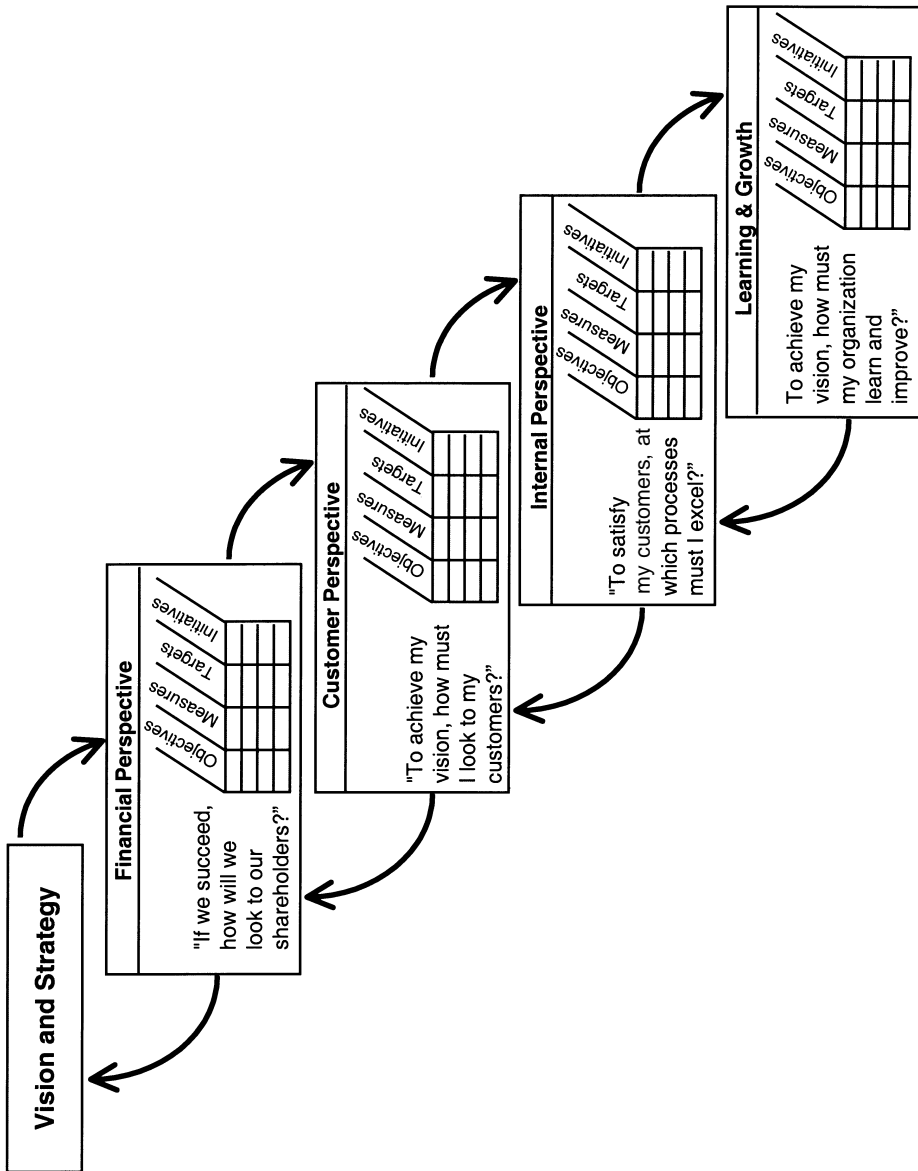 Vision and Strategy
Financial Perspective
"If we succeed,
how will we
look to our
shareholders?”
Objectives
Measures
Targets
Initiatives
Customer Perspective
"To achieve my
vision, how must
I look to my
customers?”
Objectives
Measures
Targets
Initiatives
Internal Perspective
"To satisfy
my customers, at
which processes
must I excel?”
Objectives
Measures
Targets
Initiatives
Learning & Growth
To achieve my
vision, how must
my organization
learn and
improve?”
Objectives
Measures
Targets
Initiatives